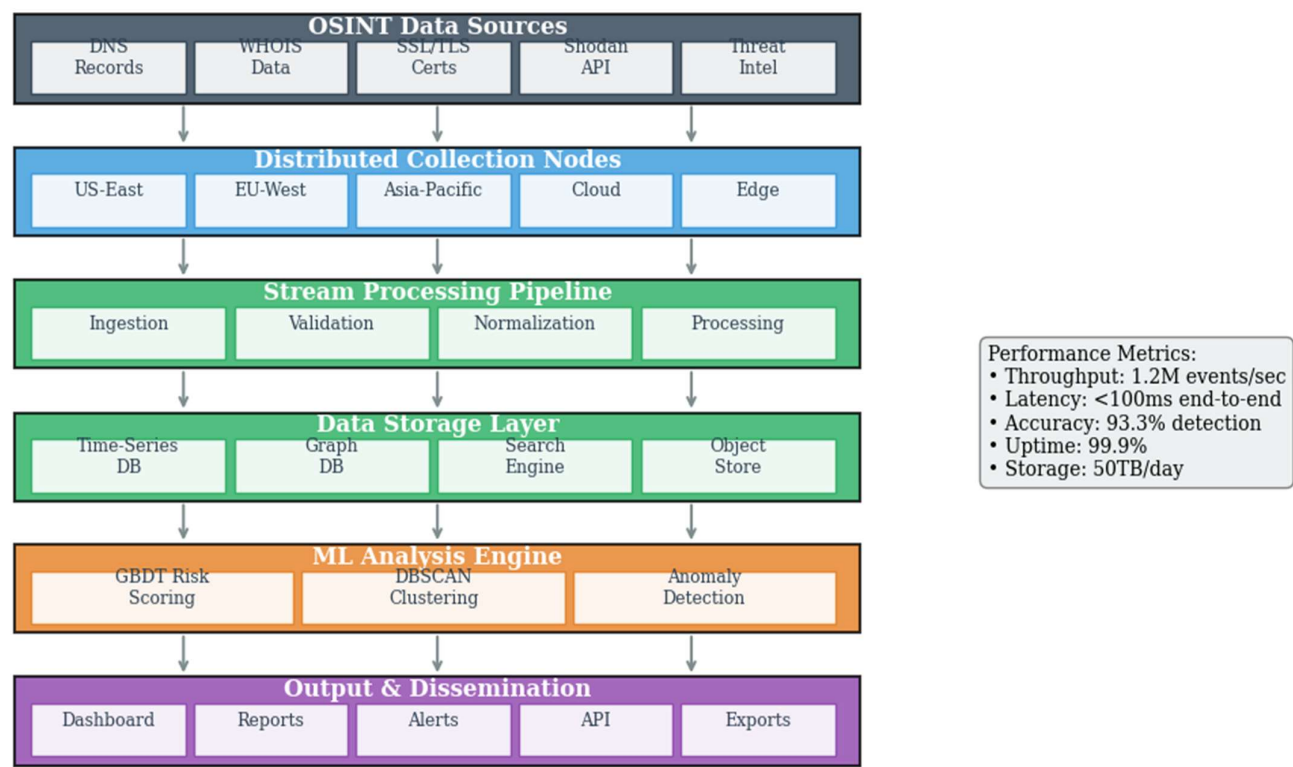 OSINT Data Sources
DNS
Records
WHOIS
Data
SSL/TLS
Certs
Shodan
API
Threat
Intel
Distributed Collection Nodes
US-East
EU-West
Asia-Pacific
Cloud
Edge
Stream Processing Pipeline
Ingestion
Validation
Normalization
Processing
Data Storage Layer
Time-Series
DB
Graph
DB
Search
Engine
Object
Store
ML Analysis Engine
GBDT Risk
Scoring
DBSCAN
Clustering
Anomaly
Detection
Output & Dissemination
Dashboard
Reports
Alerts
API
Exports
Performance Metrics:
• Throughput: 1.2M events/sec
• Latency: <100ms end-to-end
• Accuracy: 93.3% detection
• Uptime: 99.9%
• Storage: 50TB/day